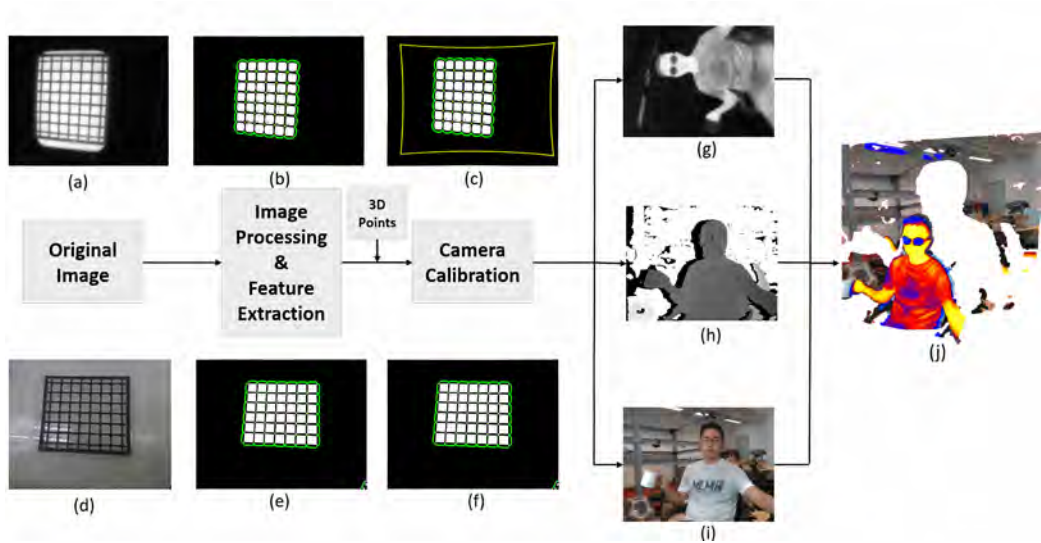 (a)
(b)
(c)
(g)
Original
Image
Image
Processing
&
Feature
Extraction
3D
Points
Camera
Calibration
(h)
(j)
(d)
(e)
(f)
(i)